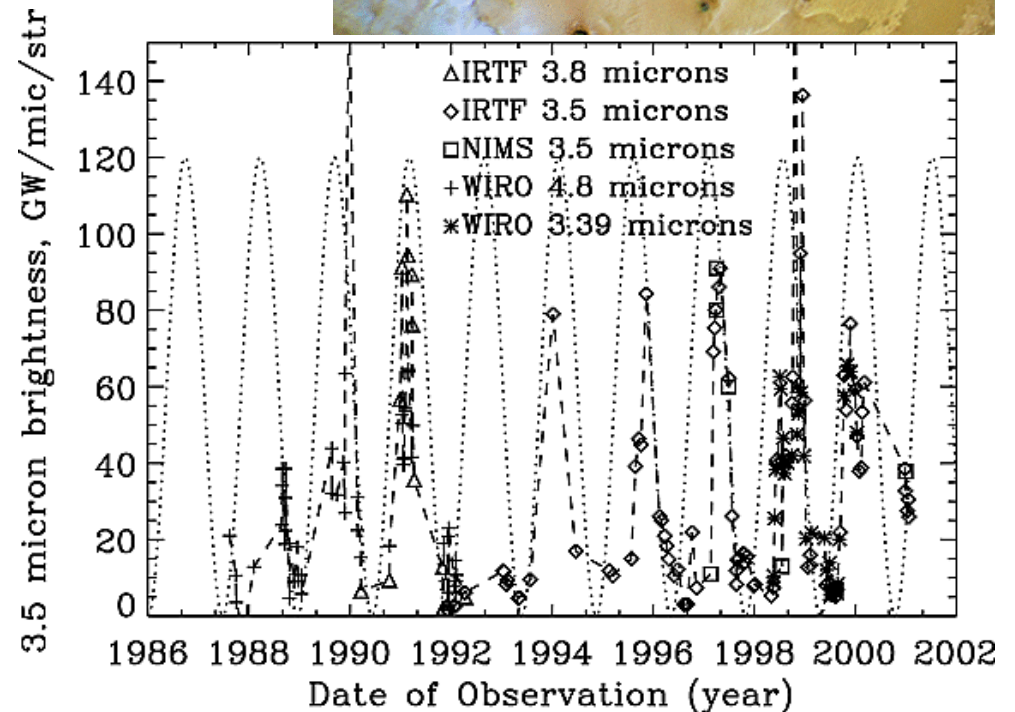 3.5 micron brightness, GW/mic/str
140
120
100
80
60
40
20
0
△IRTF 3.8 microns
◇IRTF 3.5 microns
□NIMS 3.5 microns
+WIRO 4.8 microns
✳WIRO 3.39 microns
1986 1988 1990 1992 1994 1996 1998 2000 2002
Date of Observation (year)